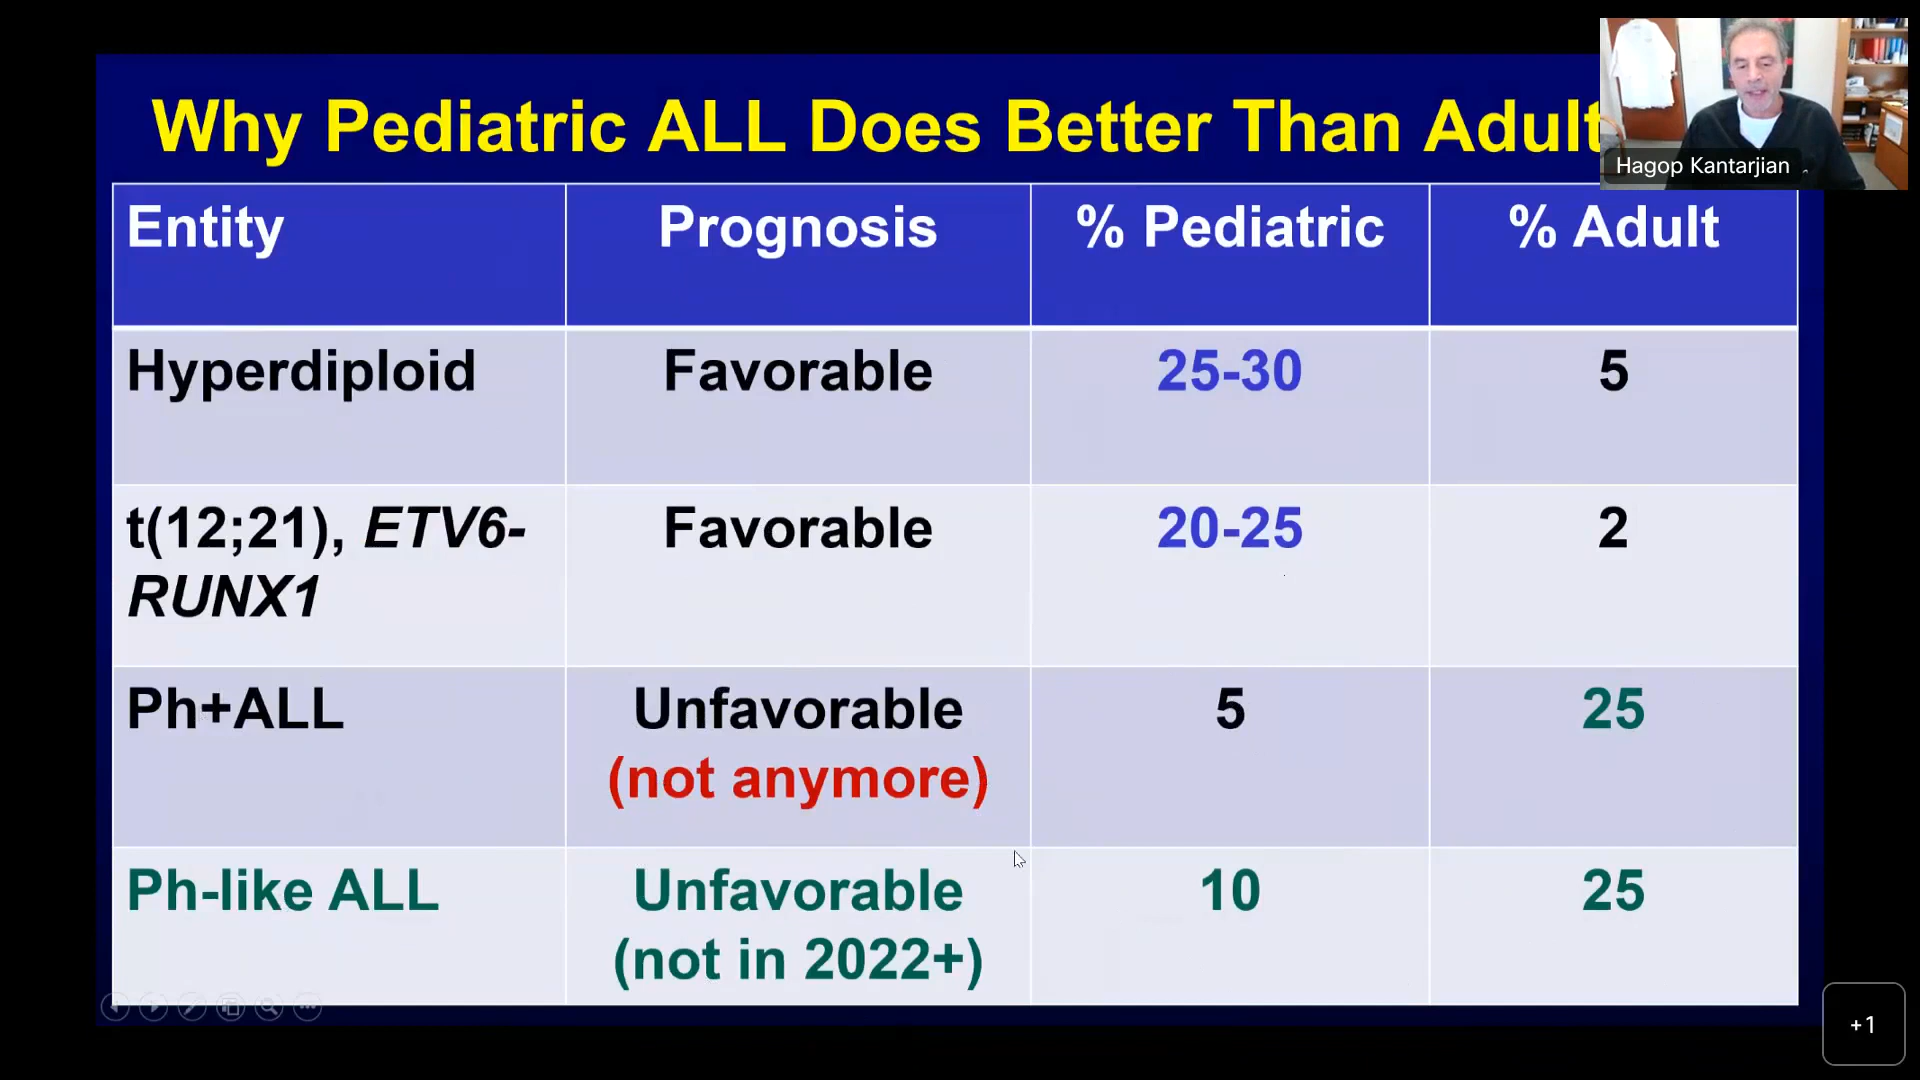 Why Pediatric ALL Does Better Than Adult
Hagop Kantarjian
Entity Prognosis % Pediatric % Adult
Hyperdiploid Favorable 25-30 5
t(12;21), ETV6-
RUNX1 Favorable 20-25 2
Ph+ALL Unfavorable
(not anymore) 5 25
Ph-like ALL Unfavorable
(not in 2022+) 10 25
+1